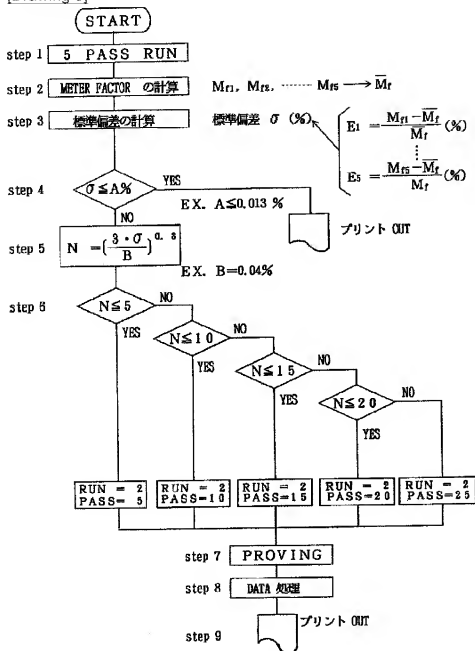 START
step 1 5 PASS RUN
step 2 METER FACTOR の計算 Mf1, Mf2, ┄┄ Mf5 → M̅f
step 3 標準偏差の計算 標準偏差 σ (%)
E1 = Mf1-M̅f / M̅f (%)
⋮
E5 = Mf5-M̅f / M̅f (%)
step 4 σ≦A% YES
NO EX. A≦0.013 %
プリント OUT
step 5 N = (3・σ / B)
EX. B=0.04%
step 6 N≦5 NO
YES N≦10 NO
YES N≦15 NO
YES N≦20 NO
YES
RUN = 2 RUN = 2 RUN = 2 RUN = 2 RUN = 2
PASS= 5 PASS=10 PASS=15 PASS=20 PASS=25
step 7 PROVING
step 8 DATA 処理
step 9 プリント OUT